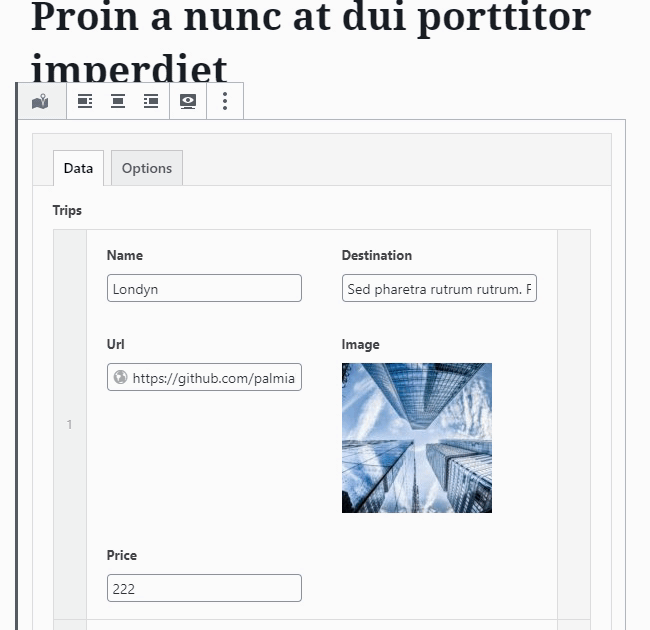 Proin a nunc at dui porttitor
imperdiet
Data Options
Trips
Name Destination
Londyn Sed pharetra rutrum rutrum.
Url Image
https://github.com/palmia
1
Price
222